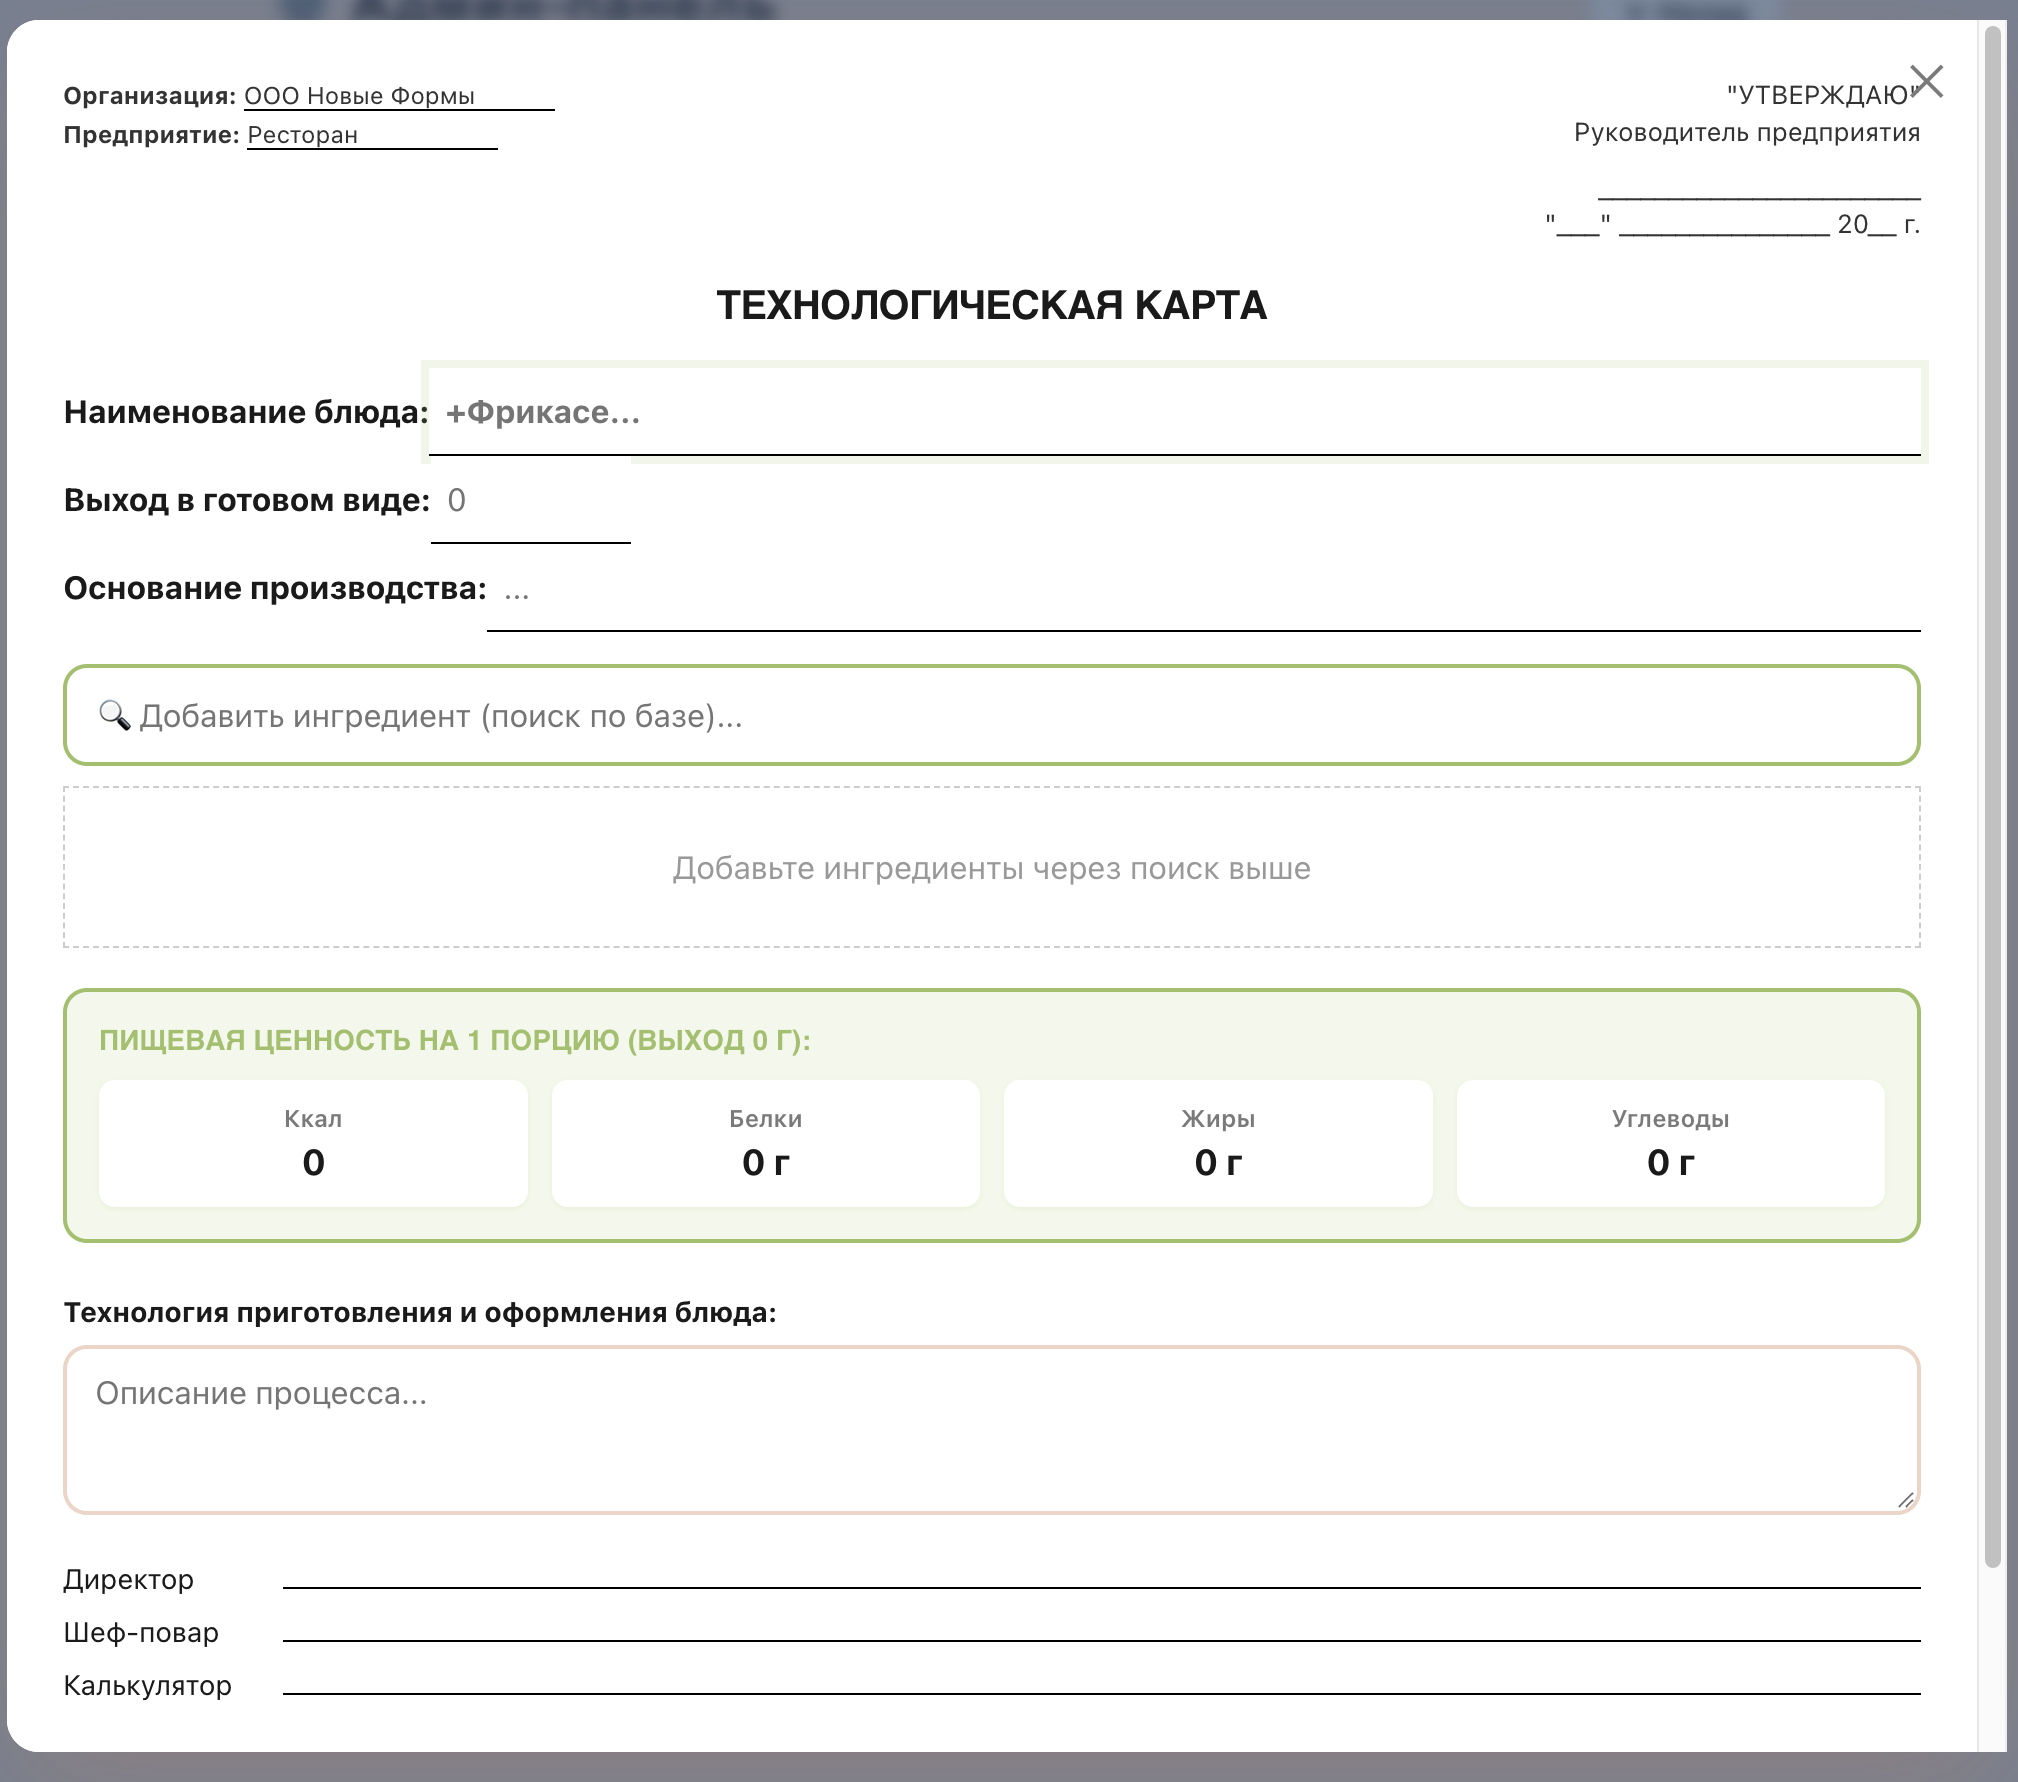 Админ-панель
Организация: ООО Новые Формы
Предприятие: Ресторан
"УТВЕРЖДАЮ"
Руководитель предприятия
_______________________
"___" _______________ 20__ г.
ТЕХНОЛОГИЧЕСКАЯ КАРТА
Наименование блюда: +Фрикасе...
Выход в готовом виде: 0
Основание производства: ...
🔍 Добавить ингредиент (поиск по базе)...
Добавьте ингредиенты через поиск выше
ПИЩЕВАЯ ЦЕННОСТЬ НА 1 ПОРЦИЮ (ВЫХОД 0 Г):
Ккал
0
Белки
0 г
Жиры
0 г
Углеводы
0 г
Технология приготовления и оформления блюда:
Описание процесса...
Директор
Шеф-повар
Калькулятор